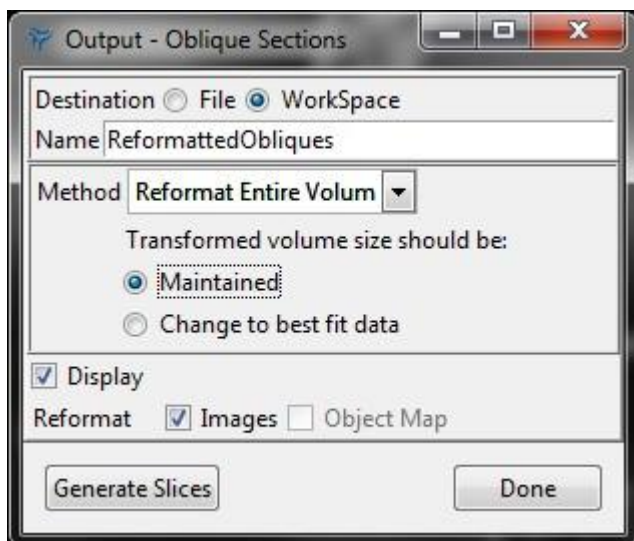 Output - Oblique Sections
Destination File WorkSpace
Name ReformattedObliques
Method Reformat Entire Volum
Transformed volume size should be:
Maintained
Change to best fit data
Display
Reformat Images Object Map
Generate Slices Done